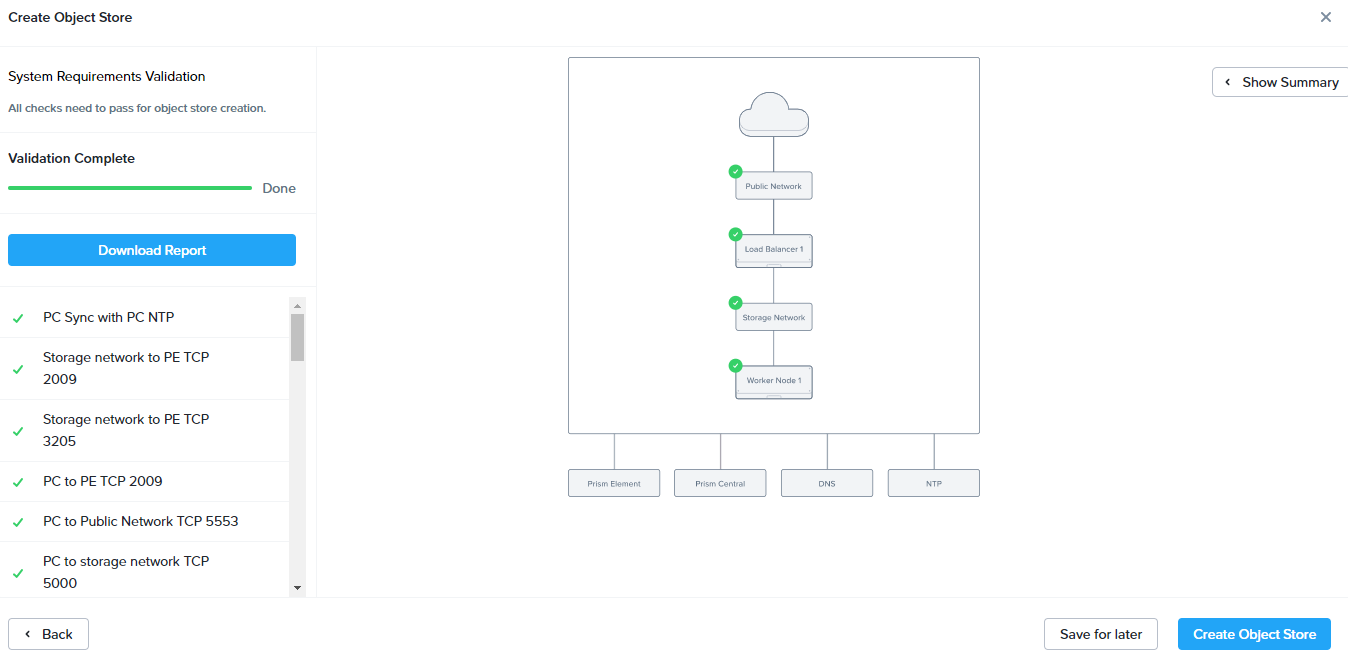 Create Object Store
System Requirements Validation
All checks need to pass for object store creation.
Validation Complete
Done
Download Report
PC Sync with PC NTP
Storage network to PE TCP
2009
Storage network to PE TCP
3205
PC to PE TCP 2009
PC to Public Network TCP 5553
PC to storage network TCP
5000
Show Summary
Public Network
Load Balancer 1
Storage Network
Worker Node 1
Prism Element
Prism Central
DNS
NTP
Back
Save for later
Create Object Store